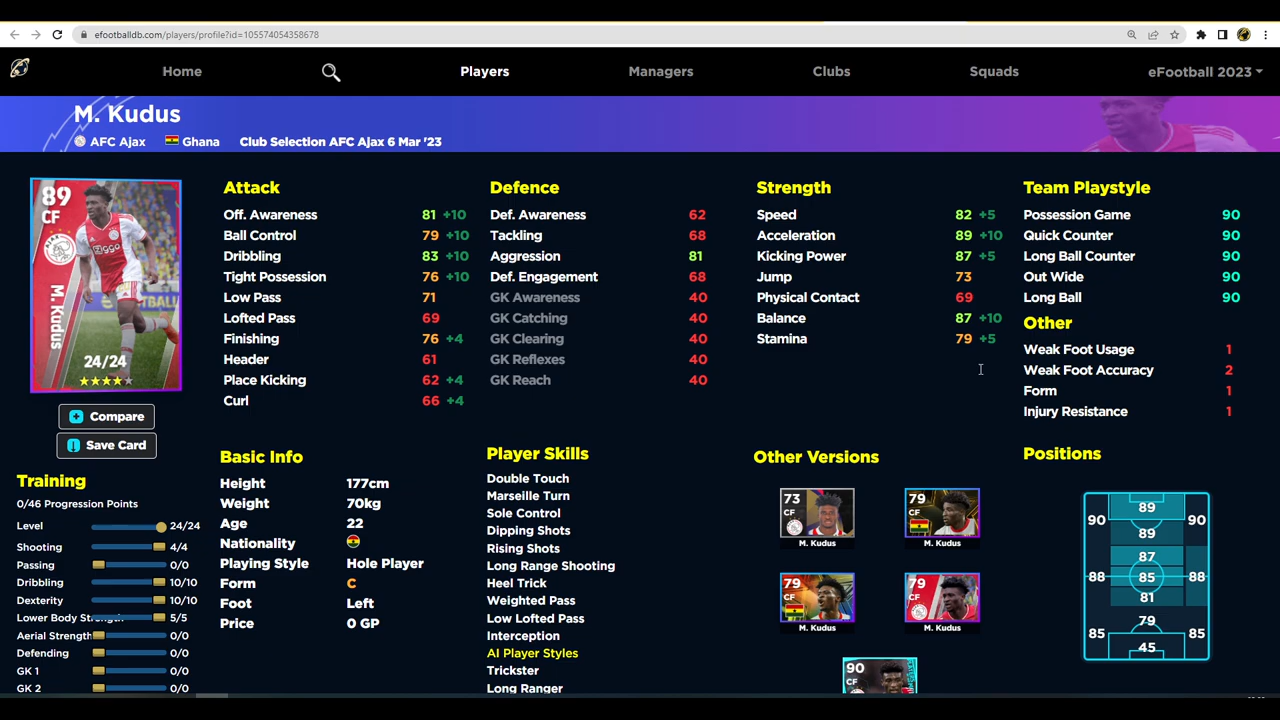 efootballdb.com/players/profile?id=105574054358678
Home
Players
Managers
Clubs
Squads
eFootball 2023
M. Kudus
AFC Ajax
Ghana
Club Selection AFC Ajax 6 Mar '23
89
CF
M. Kudus
24/24
Compare
Save Card
Training
0/46 Progression Points
Level 24/24
Shooting 4/4
Passing 0/0
Dribbling 10/10
Dexterity 10/10
Lower Body Strength 5/5
Aerial Strength 0/0
Defending 0/0
GK 1 0/0
GK 2 0/0
Attack
Off. Awareness 81 +10
Ball Control 79 +10
Dribbling 83 +10
Tight Possession 76 +10
Low Pass 71
Lofted Pass 69
Finishing 76 +4
Header 61
Place Kicking 62 +4
Curl 66 +4
Defence
Def. Awareness 62
Tackling 68
Aggression 81
Def. Engagement 68
GK Awareness 40
GK Catching 40
GK Clearing 40
GK Reflexes 40
GK Reach 40
Strength
Speed 82 +5
Acceleration 89 +10
Kicking Power 87 +5
Jump 73
Physical Contact 69
Balance 87 +10
Stamina 79 +5
Team Playstyle
Possession Game 90
Quick Counter 90
Long Ball Counter 90
Out Wide 90
Long Ball 90
Other
Weak Foot Usage 1
Weak Foot Accuracy 2
Form 1
Injury Resistance 1
Basic Info
Height 177cm
Weight 70kg
Age 22
Nationality
Playing Style Hole Player
Form C
Foot Left
Price 0 GP
Player Skills
Double Touch
Marseille Turn
Sole Control
Dipping Shots
Rising Shots
Long Range Shooting
Heel Trick
Weighted Pass
Low Lofted Pass
Interception
AI Player Styles
Trickster
Long Ranger
Other Versions
73
M. Kudus
79
M. Kudus
79
CF
M. Kudus
79
CF
M. Kudus
90
CF
Positions
89
90 90
89
87
88 85 88
81
79
85 85
45